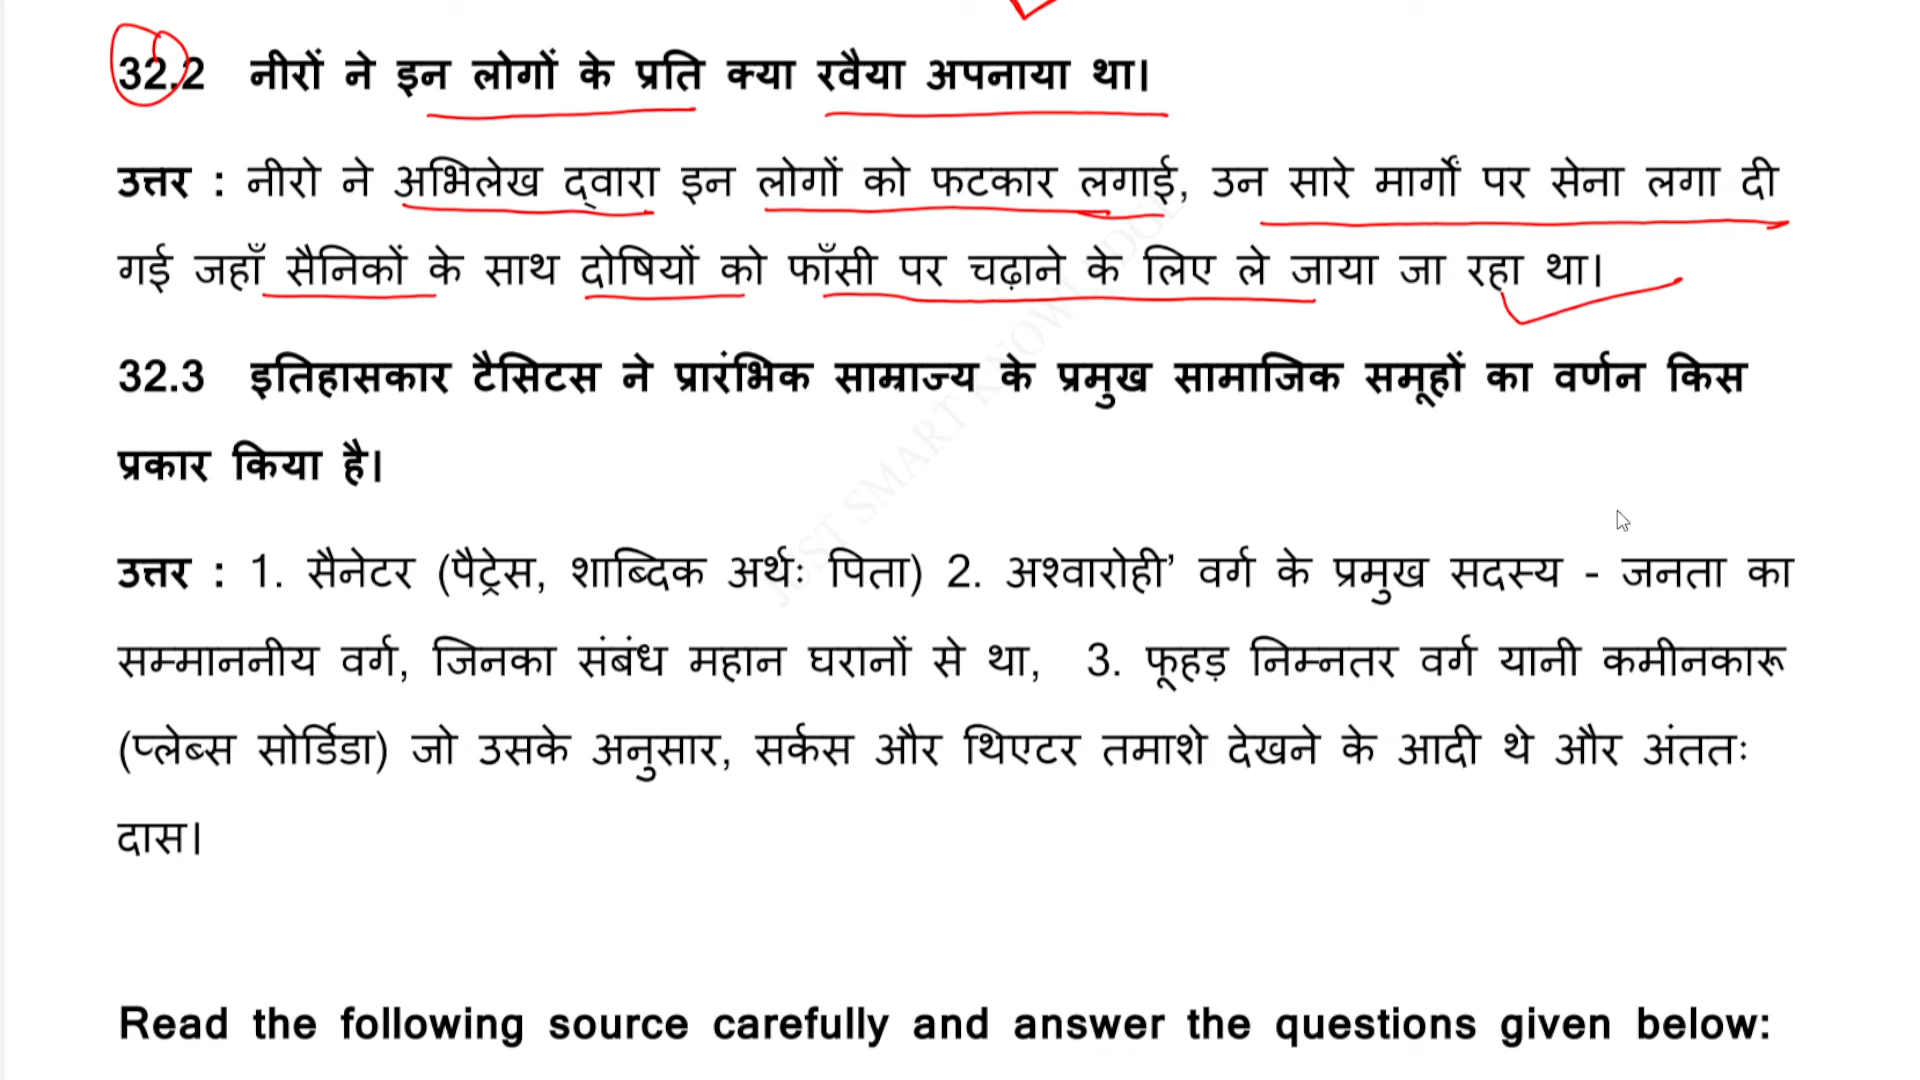 32.2 नीरों ने इन लोगों के प्रति क्या रवैया अपनाया था।
उत्तर : नीरो ने अभिलेख द्वारा इन लोगों को फटकार लगाई, उन सारे मार्गों पर सेना लगा दी
गई जहाँ सैनिकों के साथ दोषियों को फाँसी पर चढ़ाने के लिए ले जाया जा रहा था।
32.3 इतिहासकार टैसिटस ने प्रारंभिक साम्राज्य के प्रमुख सामाजिक समूहों का वर्णन किस
प्रकार किया है।
उत्तर : 1. सैनेटर (पैट्रेस, शाब्दिक अर्थः पिता) 2. अश्वारोही’ वर्ग के प्रमुख सदस्य - जनता का
सम्माननीय वर्ग, जिनका संबंध महान घरानों से था, 3. फूहड़ निम्नतर वर्ग यानी कमीनकारू
(प्लेब्स सोर्डिडा) जो उसके अनुसार, सर्कस और थिएटर तमाशे देखने के आदी थे और अंततः
दास।
JUST SMART KNOWLEDGE
Read the following source carefully and answer the questions given below: